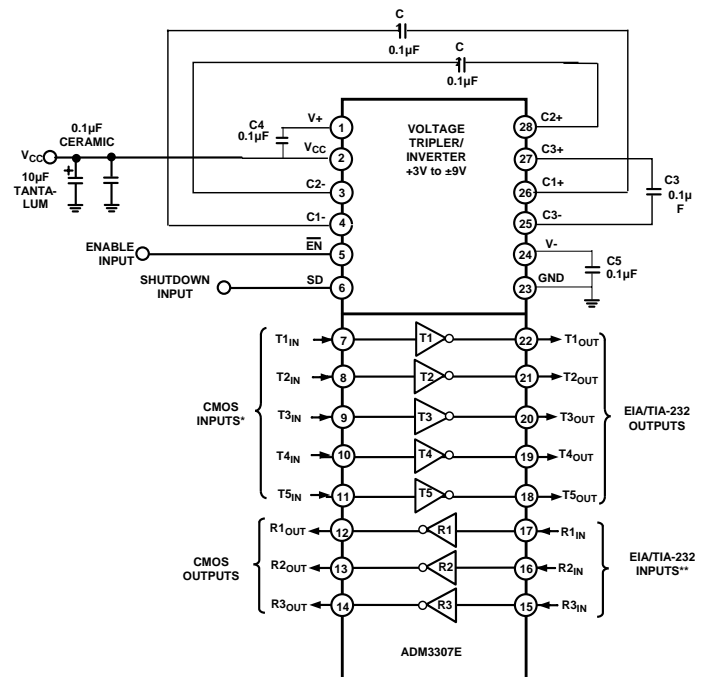 C
0.1µF
C
0.1µF
C4
0.1µF
V+
1
VCC
2
C2-
3
C1-
4
EN
5
SD
6
VOLTAGE
TRIPLER/
INVERTER
+3V to ±9V
28
C2+
27
C3+
26
C1+
25
C3-
24
V-
23
GND
C3
0.1µ
F
C5
0.1µF
0.1µF
CERAMIC
VCC
+
10µF
TANTA-
LUM
ENABLE
INPUT
SHUTDOWN
INPUT
CMOS
INPUTS*
T1IN
7
T1
22
T1OUT
T2IN
8
T2
21
T2OUT
T3IN
9
T3
20
T3OUT
T4IN
10
T4
19
T4OUT
T5IN
11
T5
18
T5OUT
EIA/TIA-232
OUTPUTS
CMOS
OUTPUTS
R1OUT
12
R1
17
R1IN
R2OUT
13
R2
16
R2IN
R3OUT
14
R3
15
R3IN
EIA/TIA-232
INPUTS**
ADM3307E